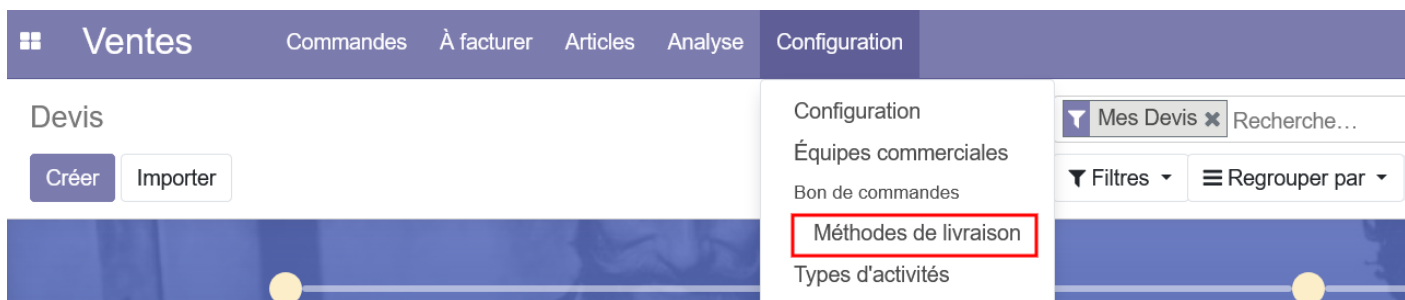 Ventes Commandes À facturer Articles Analyse Configuration
Devis
Créer Importer
Configuration
Équipes commerciales
Bon de commandes
Méthodes de livraison
Types d'activités
Mes Devis Recherche...
Filtres Regrouper par